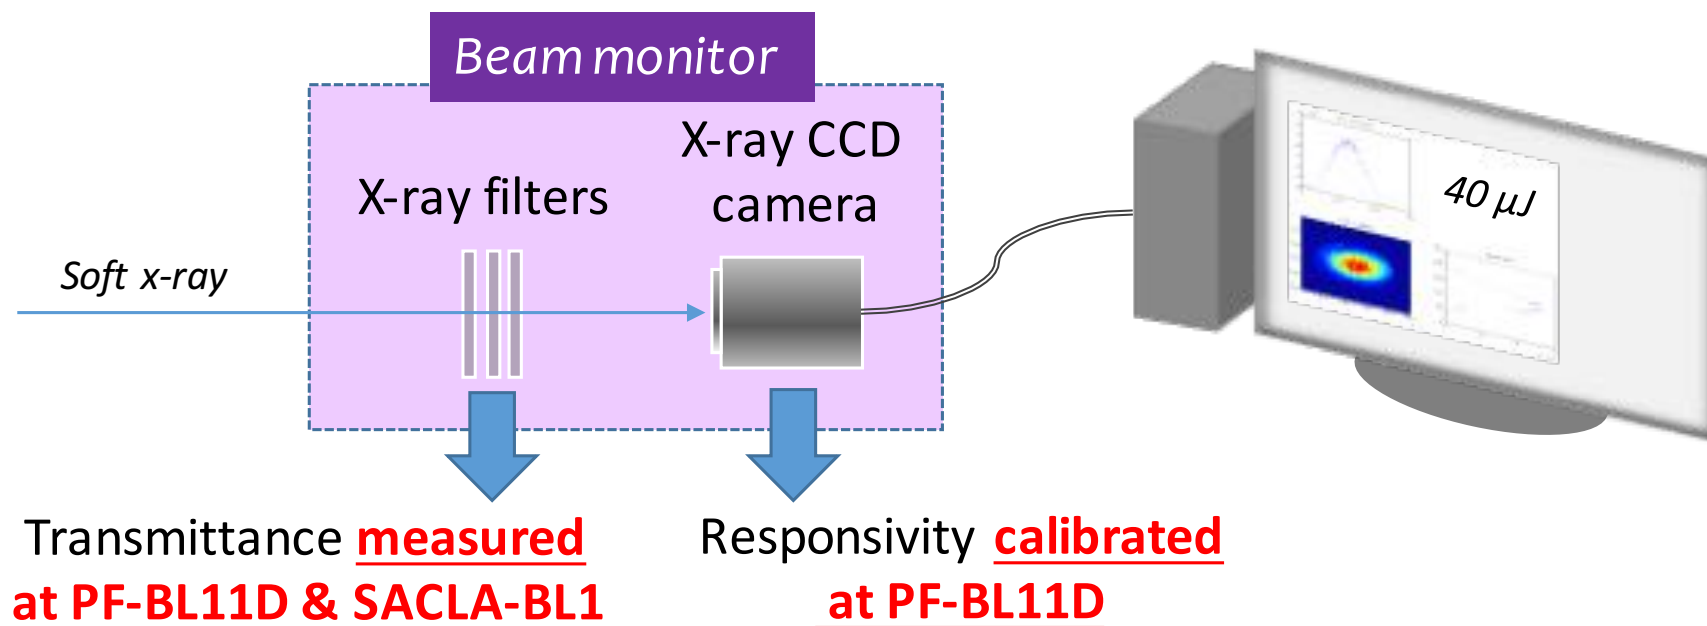 Beam monitor
X-ray CCD
camera
X-ray filters
Soft x-ray
40 μJ
Transmittance measured
at PF-BL11D & SACLA-BL1
Responsivity calibrated
at PF-BL11D